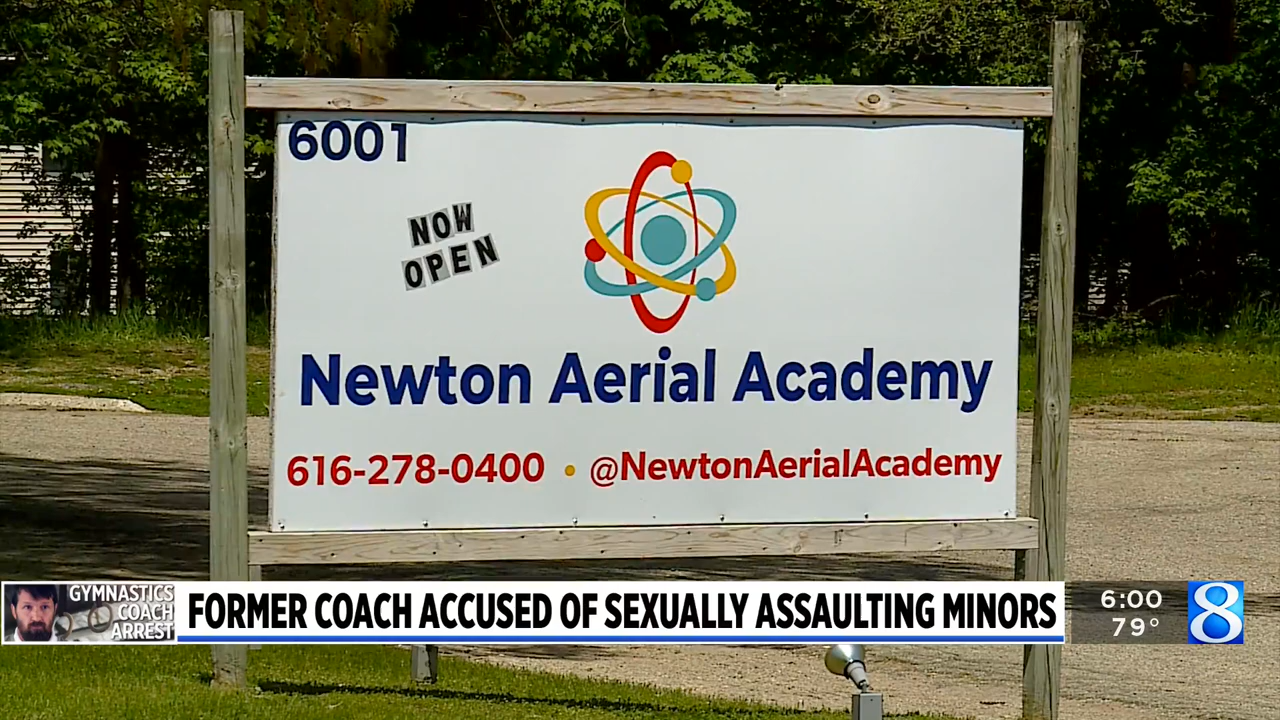 6001
NOW
OPEN
Newton Aerial Academy
616-278-0400 • @NewtonAerialAcademy
GYMNASTICS
COACH
ARREST
FORMER COACH ACCUSED OF SEXUALLY ASSAULTING MINORS
6:00
79°
8